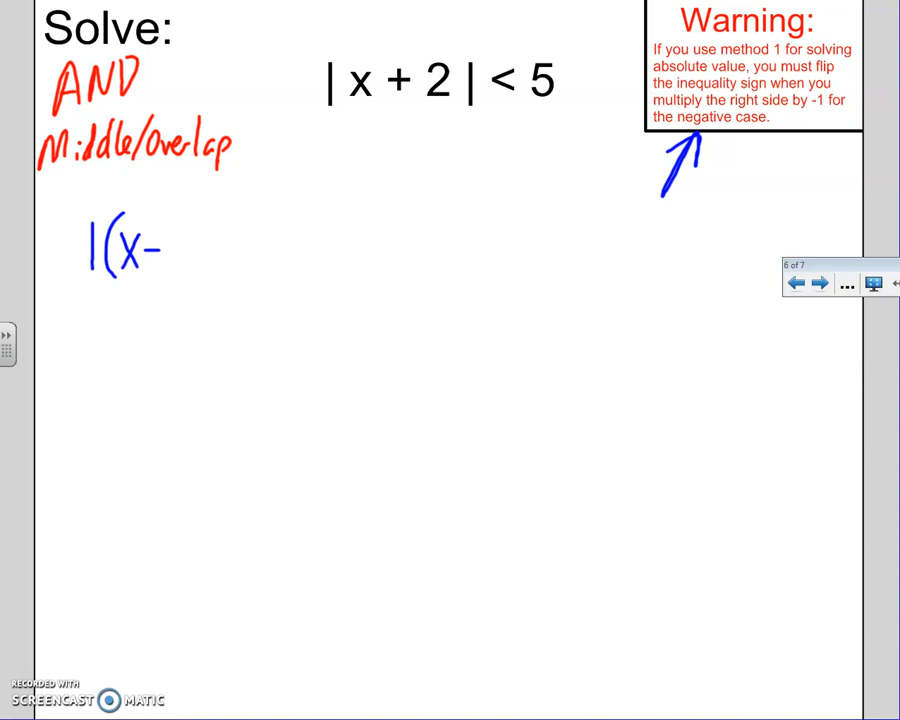 Solve:
Warning:
If you use method 1 for solving
absolute value, you must flip
the inequality sign when you
multiply the right side by -1 for
the negative case.
| x + 2 | < 5
AND
Middle/Overlap
1(x-
6 of 7
...
RECORDED WITH
SCREENCAST MATIC